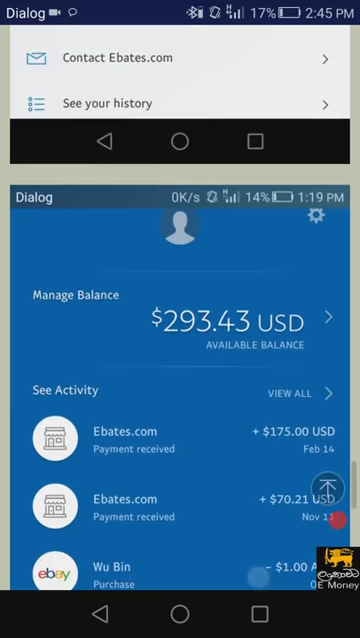 Dialog 17% 2:45 PM
Contact Ebates.com
See your history
Dialog 0K/s 14% 1:19 PM
Manage Balance
$293.43 USD
AVAILABLE BALANCE
See Activity VIEW ALL
Ebates.com + $175.00 USD
Payment received Feb 14
Ebates.com + $70.21 USD
Payment received Nov
ebay Wu Bin - $1.00
Purchase
E Money